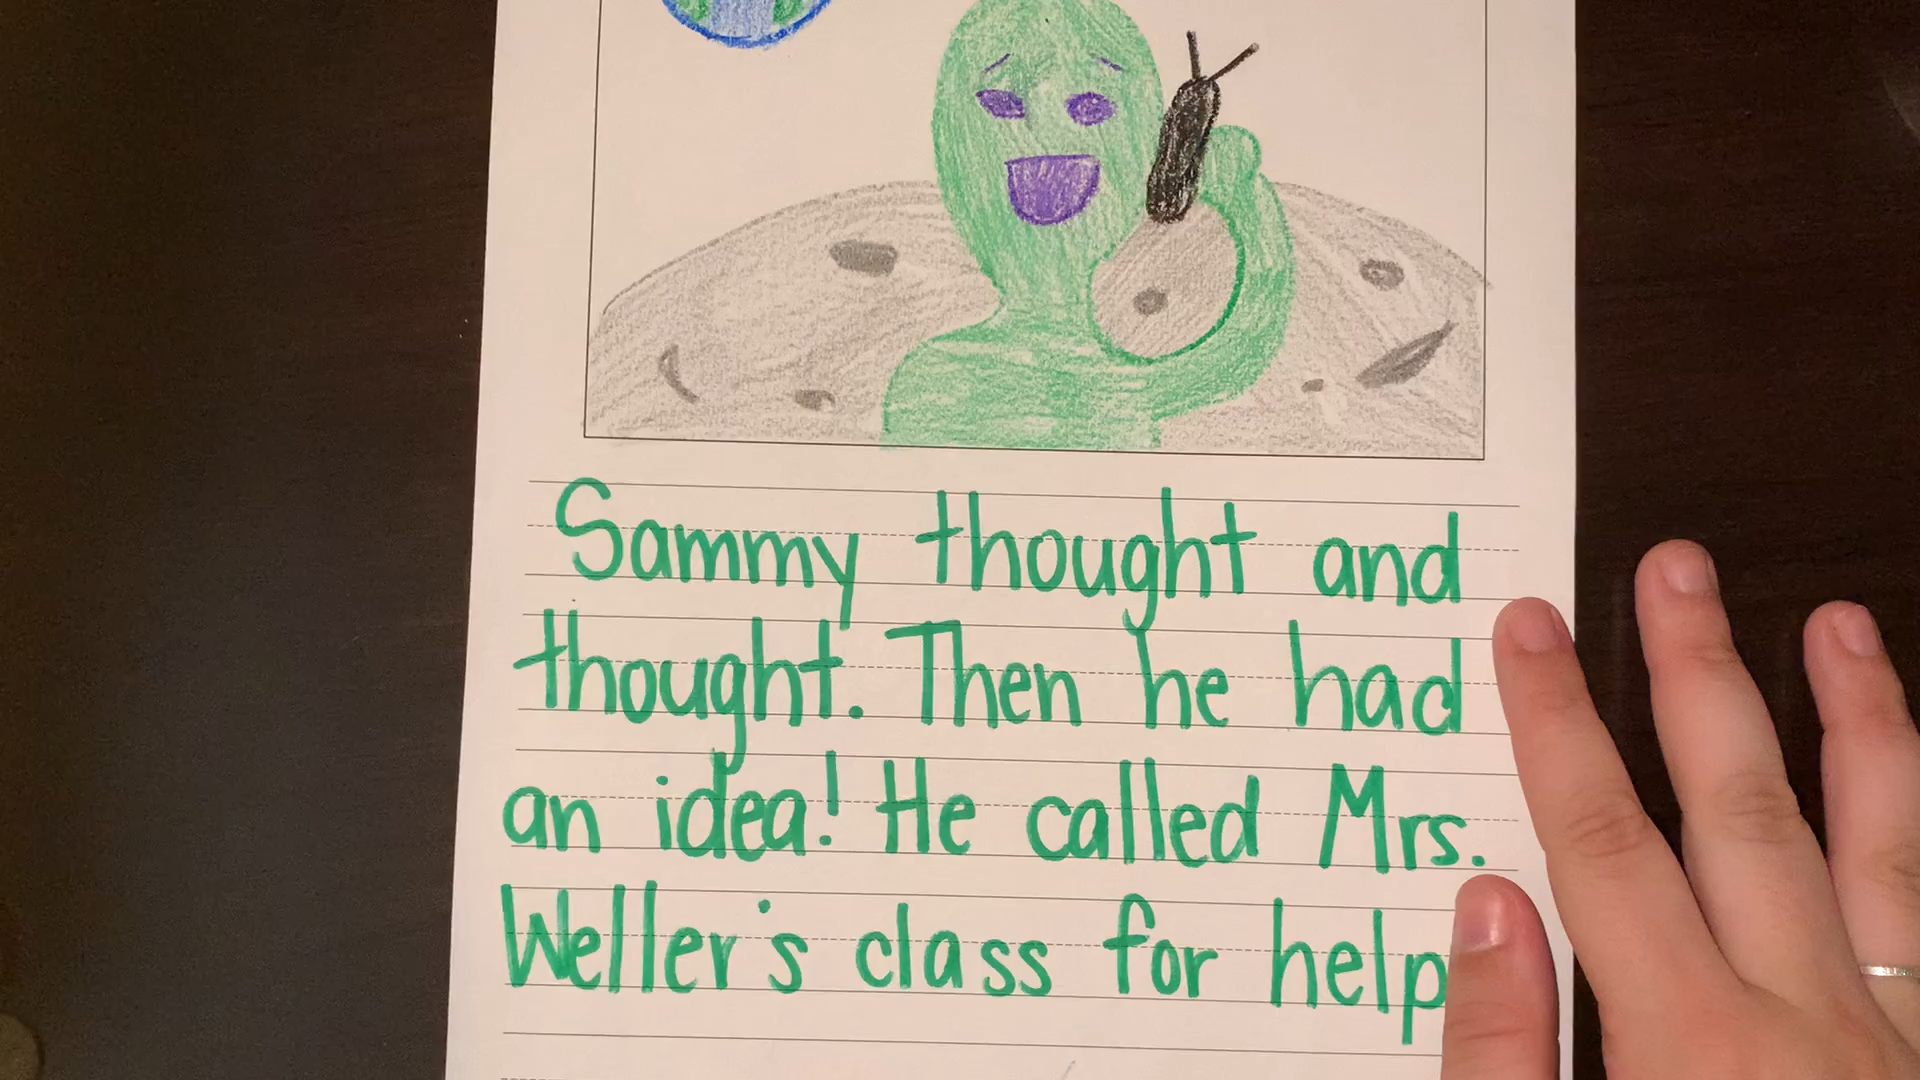 Sammy thought and
thought. Then he had
an idea! He called Mrs.
Weller's class for help